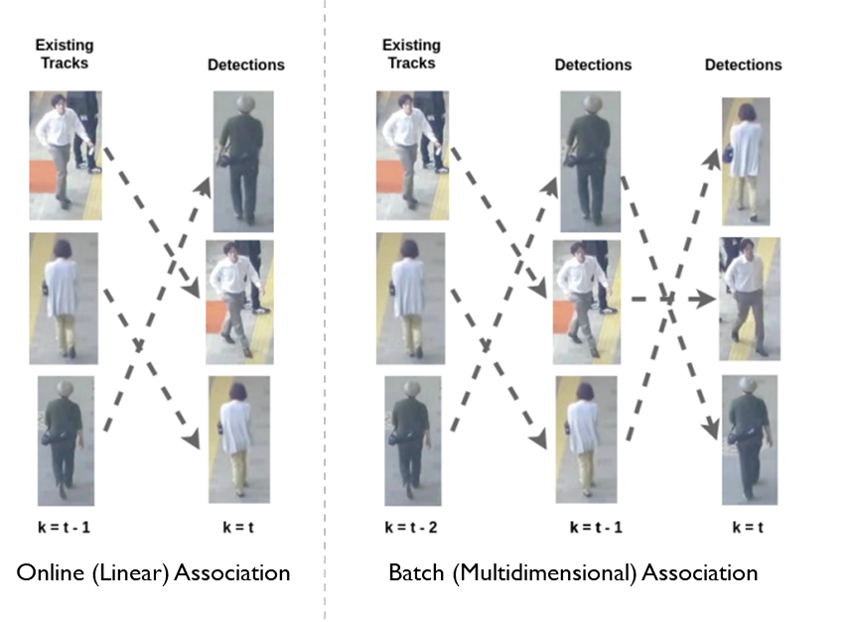 Existing
Tracks
Detections
k = t - 1
k = t
Online (Linear) Association
Existing
Tracks
Detections
Detections
k = t - 2
k = t - 1
k = t
Batch (Multidimensional) Association